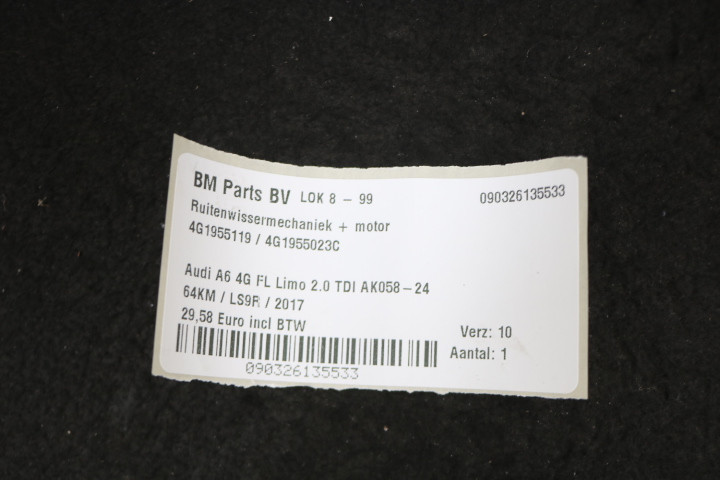 BM Parts BV LOK 8 - 99 090326135533
Ruitenwissermechaniek + motor
4G1955119 / 4G1955023C
Audi A6 4G FL Limo 2.0 TDI AK058-24
64KM / LS9R / 2017
29,58 Euro incl BTW
Verz: 10
Aantal: 1
090326135533